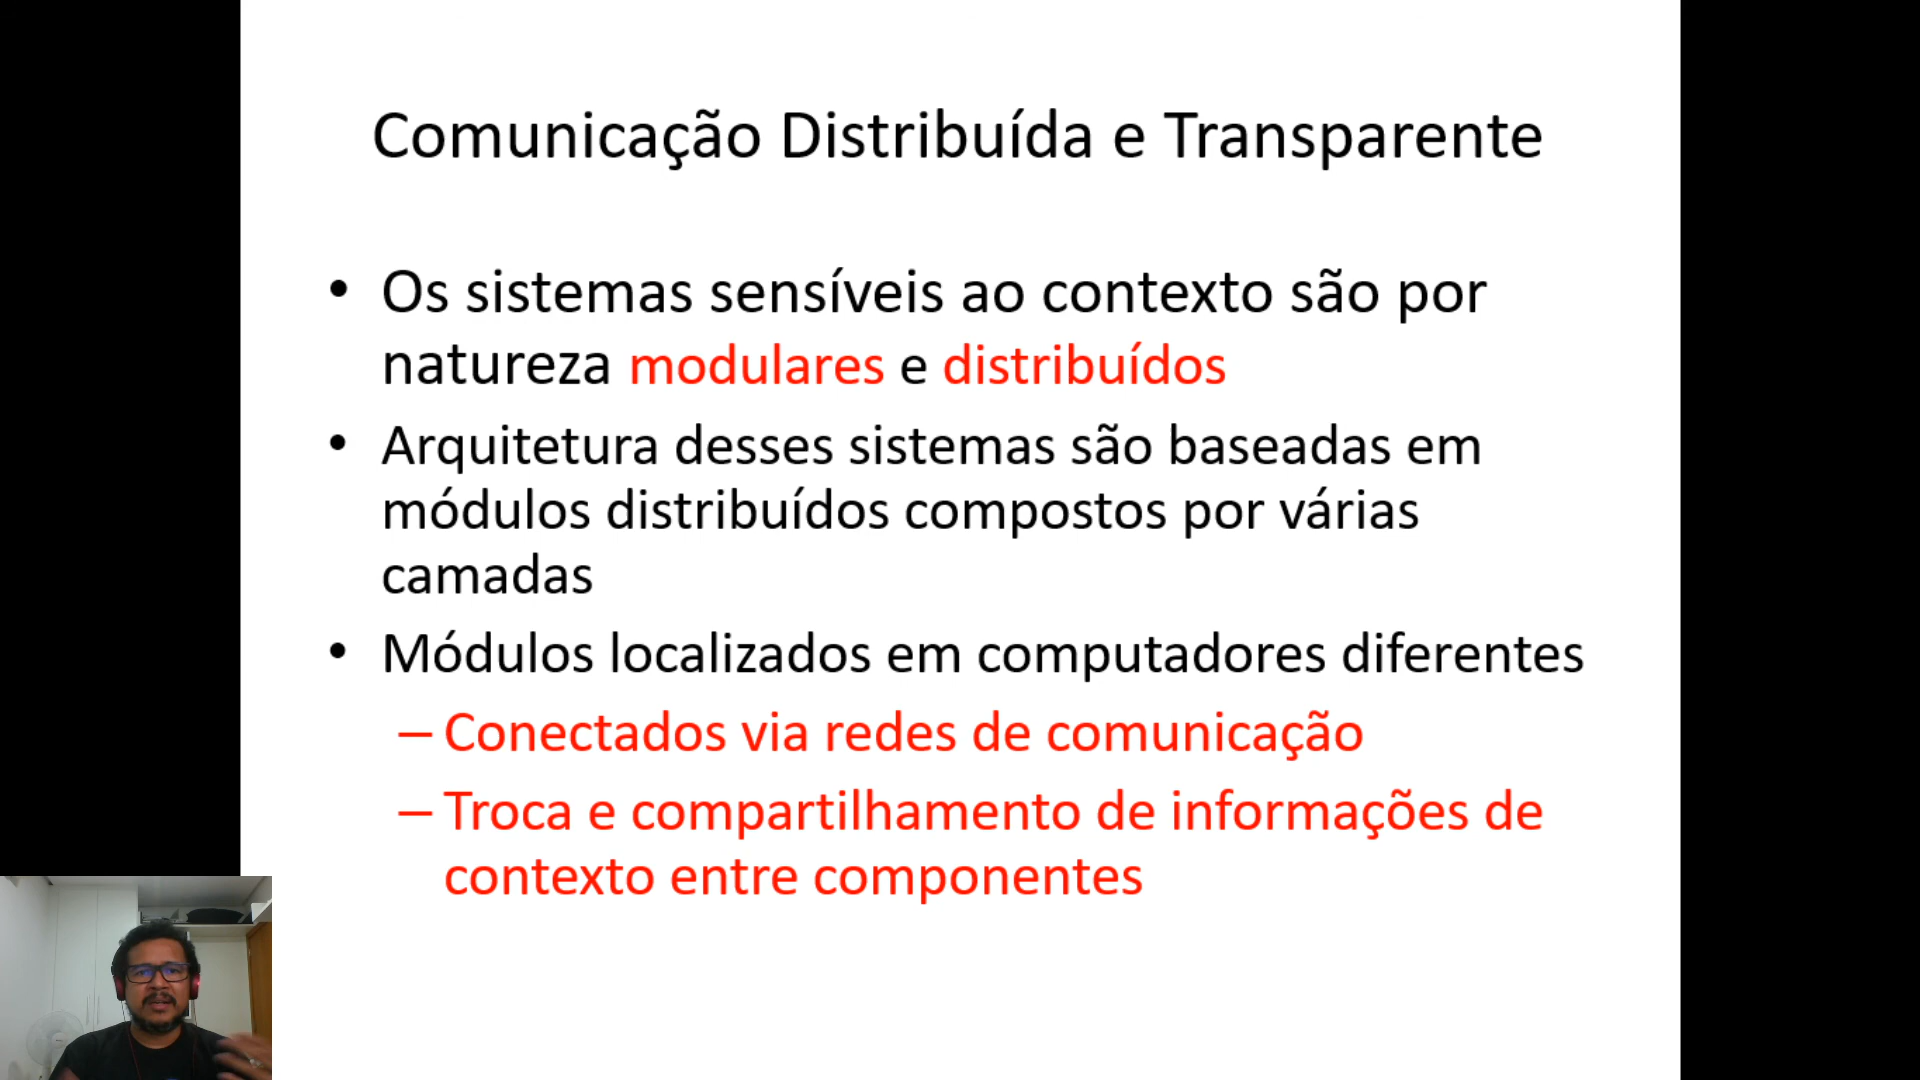 Comunicação Distribuída e Transparente
• Os sistemas sensíveis ao contexto são por
natureza modulares e distribuídos
• Arquitetura desses sistemas são baseadas em
módulos distribuídos compostos por várias
camadas
• Módulos localizados em computadores diferentes
– Conectados via redes de comunicação
– Troca e compartilhamento de informações de
contexto entre componentes